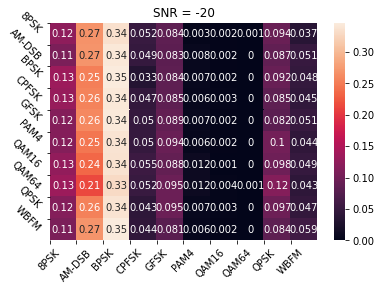 SNR = -20
8PSK 0.12 0.27 0.34 0.052 0.084 0.003 0.002 0.001 0.094 0.037
AM-DSB 0.11 0.27 0.34 0.049 0.083 0.008 0.002 0 0.087 0.051
BPSK 0.13 0.25 0.35 0.033 0.084 0.007 0.002 0 0.092 0.048
CPFSK 0.13 0.26 0.34 0.047 0.085 0.006 0.003 0 0.085 0.045
GFSK 0.12 0.26 0.34 0.05 0.089 0.007 0.002 0 0.082 0.051
PAM4 0.12 0.25 0.34 0.05 0.094 0.006 0.002 0 0.1 0.044
QAM16 0.13 0.24 0.34 0.055 0.088 0.012 0.001 0 0.098 0.049
QAM64 0.13 0.21 0.33 0.052 0.095 0.012 0.004 0.001 0.12 0.043
QPSK 0.12 0.26 0.34 0.043 0.095 0.007 0.003 0 0.097 0.047
WBFM 0.11 0.27 0.35 0.044 0.081 0.006 0.002 0 0.084 0.059
8PSK AM-DSB BPSK CPFSK GFSK PAM4 QAM16 QAM64 QPSK WBFM
0.30
0.25
0.20
0.15
0.10
0.05
0.00